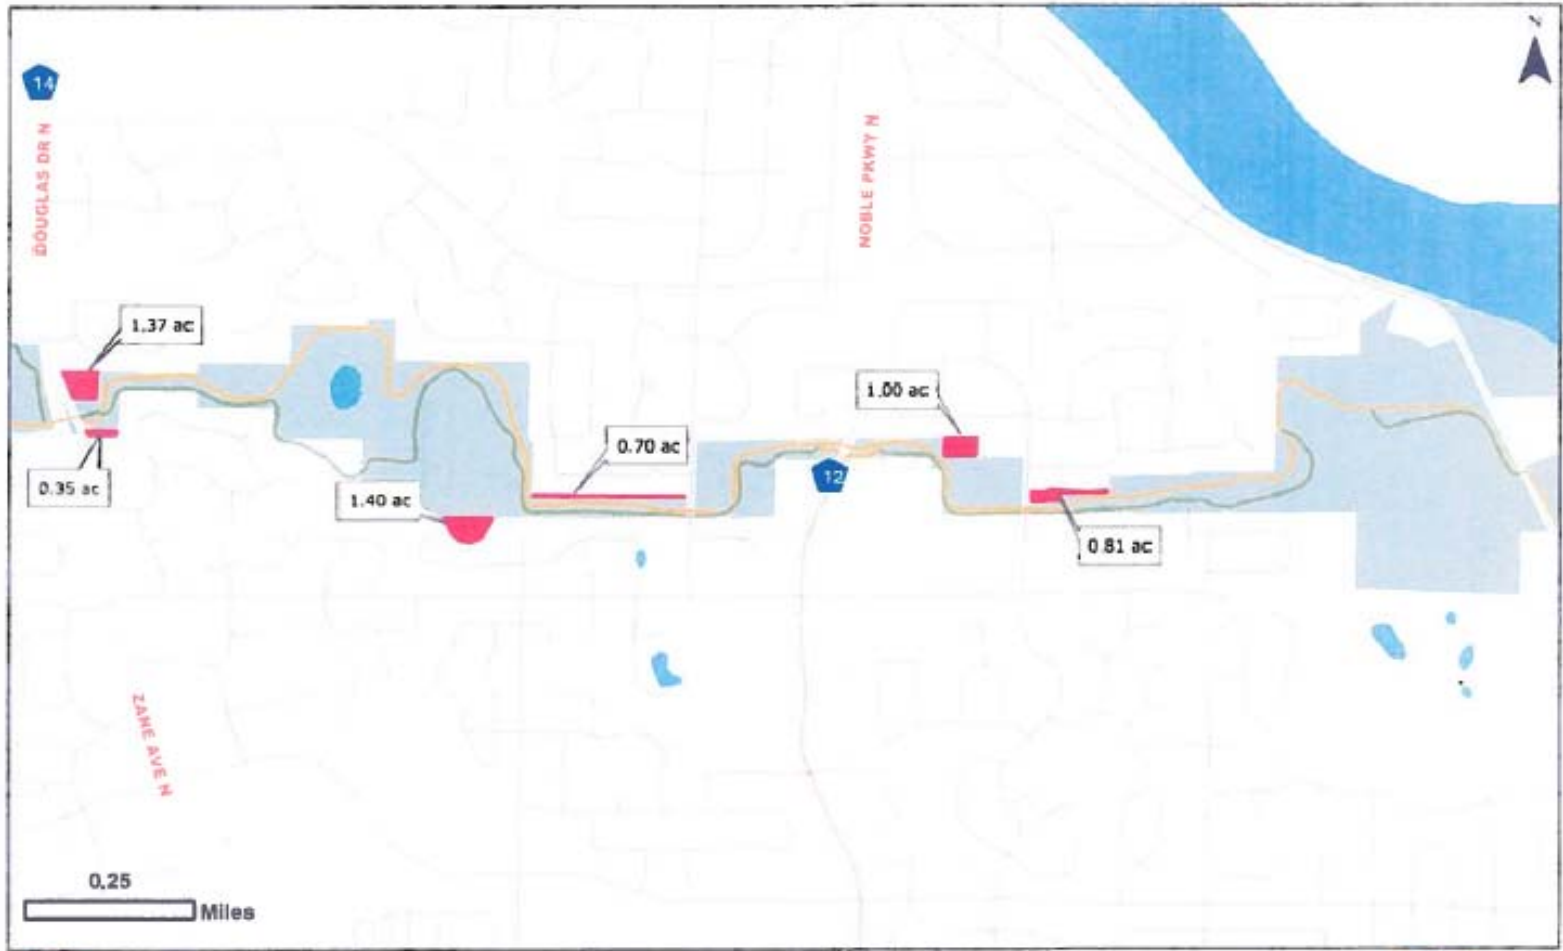 Z
14
DOUGLAS DR N
NOBLE PKWY N
1.37 ac
1.00 ac
0.70 ac
12
0.35 ac
1.40 ac
0.81 ac
ZANE AVE N
0.25
Miles